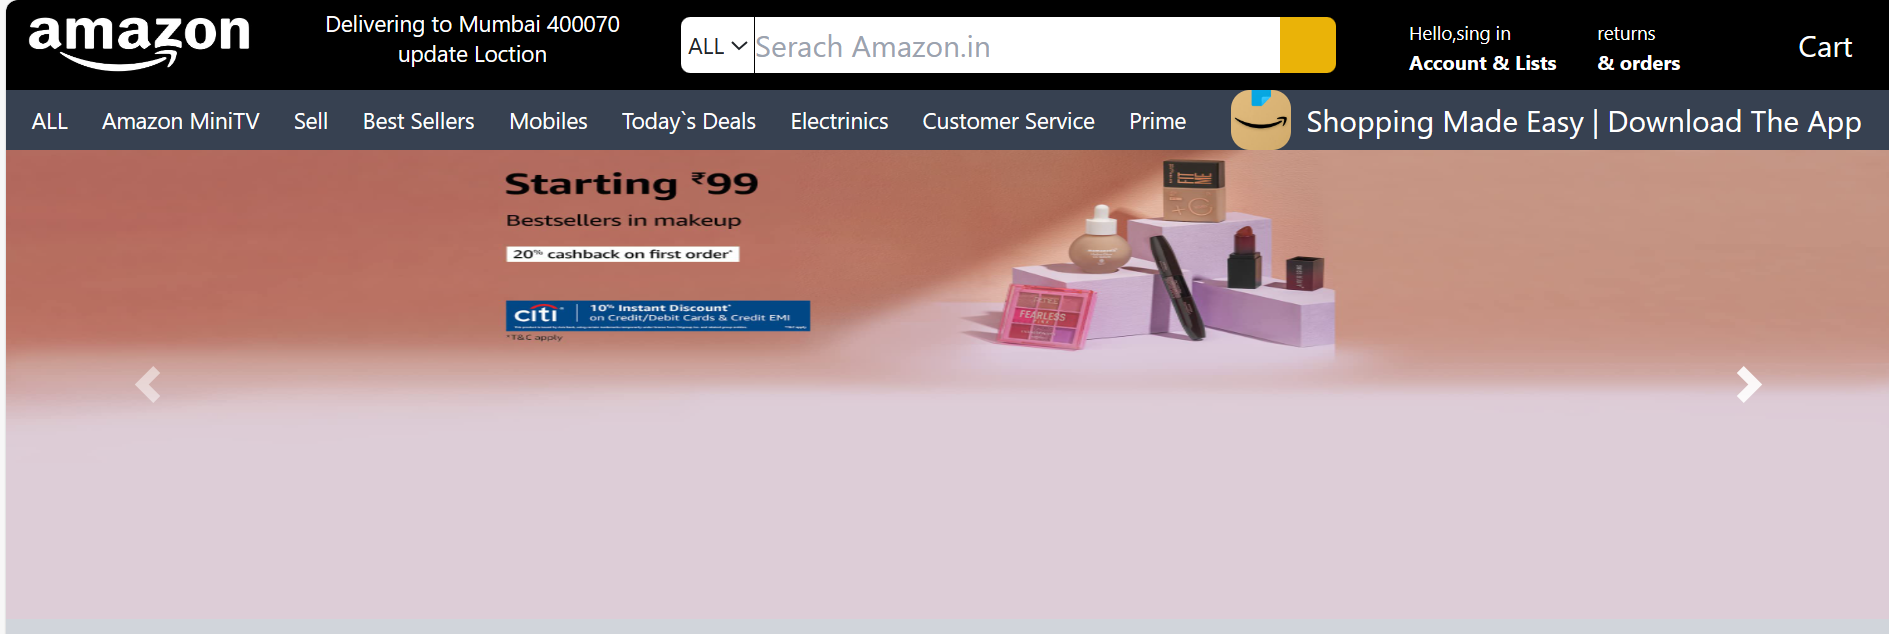 amazon
Delivering to Mumbai 400070
update Loction
ALL
Serach Amazon.in
Hello,sing in
Account & Lists
returns
& orders
Cart
ALL
Amazon MiniTV
Sell
Best Sellers
Mobiles
Today`s Deals
Electrinics
Customer Service
Prime
Shopping Made Easy | Download The App
Starting ₹99
Bestsellers in makeup
20% cashback on first order*
citi
10% Instant Discount*
on Credit/Debit Cards & Credit EMI
*T&C apply
*T&C apply
FIT
ME
FEARLESS